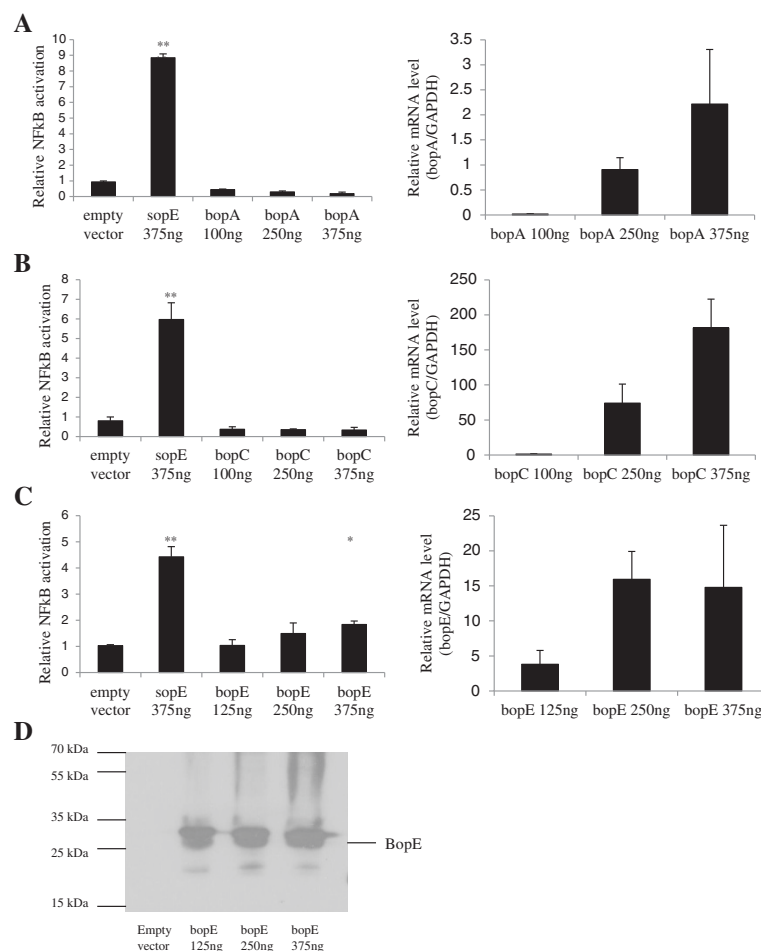 A
Relative NFkB activation
10
9
8
7
6
5
4
3
2
1
0
**
empty vector
sopE 375ng
bopA 100ng
bopA 250ng
bopA 375ng
Relative mRNA level
(bopA/GAPDH)
3.5
3
2.5
2
1.5
1
0.5
0
bopA 100ng bopA 250ng bopA 375ng
B
Relative NFkB activation
8
7
6
5
4
3
2
1
0
**
empty vector
sopE 375ng
bopC 100ng
bopC 250ng
bopC 375ng
Relative mRNA level
(bopC/GAPDH)
250
200
150
100
50
0
bopC 100ng bopC 250ng bopC 375ng
C
Relative NFkB activation
6
5
4
3
2
1
0
**
*
empty vector
sopE 375ng
bopE 125ng
bopE 250ng
bopE 375ng
Relative mRNA level
(bopE/GAPDH)
25
20
15
10
5
0
bopE 125ng bopE 250ng bopE 375ng
D
70 kDa
55 kDa
35 kDa
25 kDa
15 kDa
BopE
Empty vector
bopE 125ng
bopE 250ng
bopE 375ng